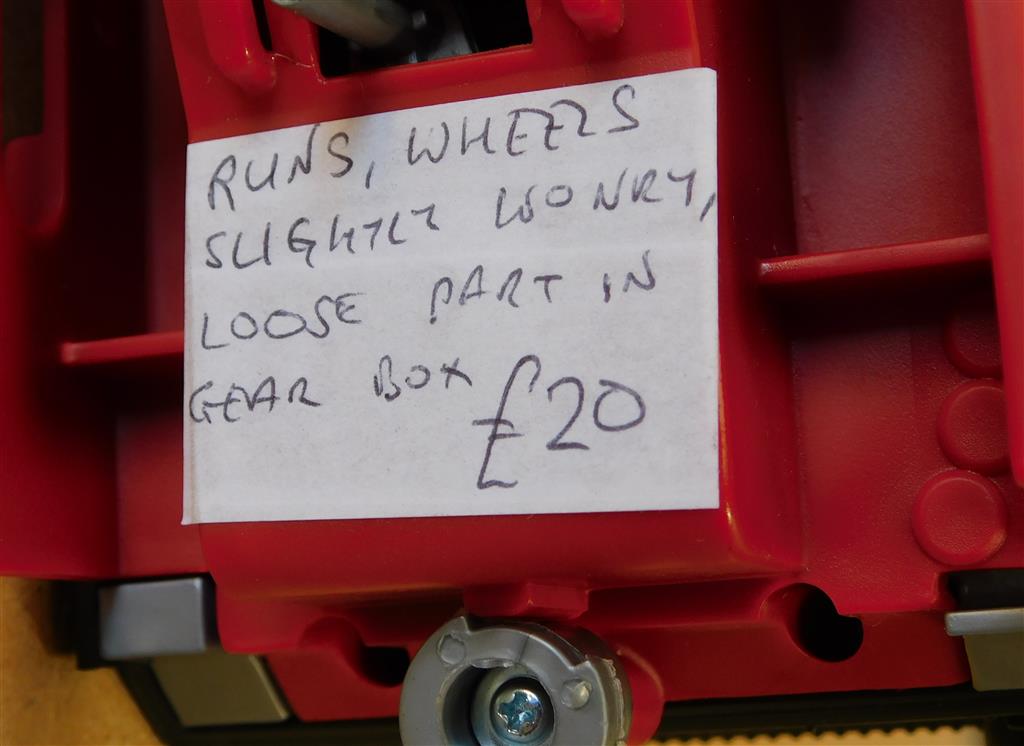 RUNS, WHEELS
SLIGHTLY WONKY,
LOOSE PART IN
GEAR BOX £20